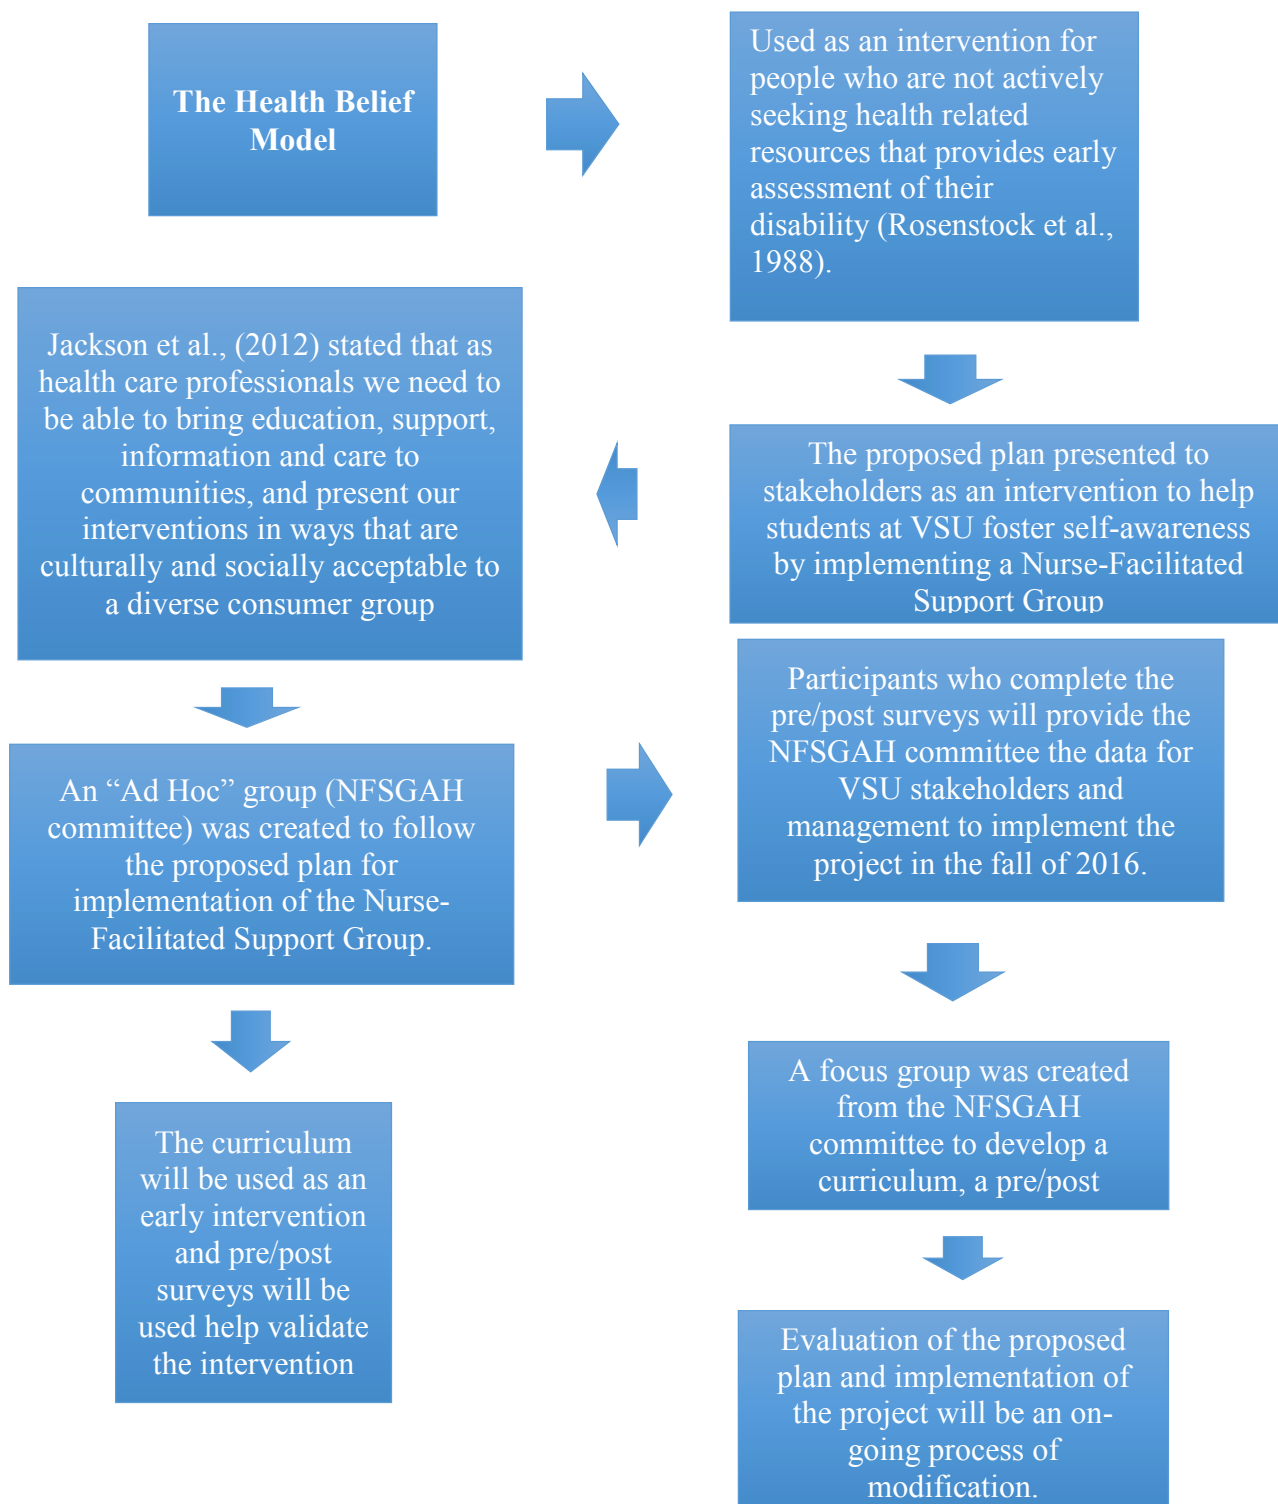 The Health Belief
Model
Used as an intervention for
people who are not actively
seeking health related
resources that provides early
assessment of their
disability (Rosenstock et al.,
1988).
The proposed plan presented to
stakeholders as an intervention to help
students at VSU foster self-awareness
by implementing a Nurse-Facilitated
Support Group
Jackson et al., (2012) stated that as
health care professionals we need to
be able to bring education, support,
information and care to
communities, and present our
interventions in ways that are
culturally and socially acceptable to
a diverse consumer group
An “Ad Hoc” group (NFSGAH
committee) was created to follow
the proposed plan for
implementation of the Nurse-
Facilitated Support Group.
Participants who complete the
pre/post surveys will provide the
NFSGAH committee the data for
VSU stakeholders and
management to implement the
project in the fall of 2016.
A focus group was created
from the NFSGAH
committee to develop a
curriculum, a pre/post
The curriculum
will be used as an
early intervention
and pre/post
surveys will be
used help validate
the intervention
Evaluation of the proposed
plan and implementation of
the project will be an on-
going process of
modification.